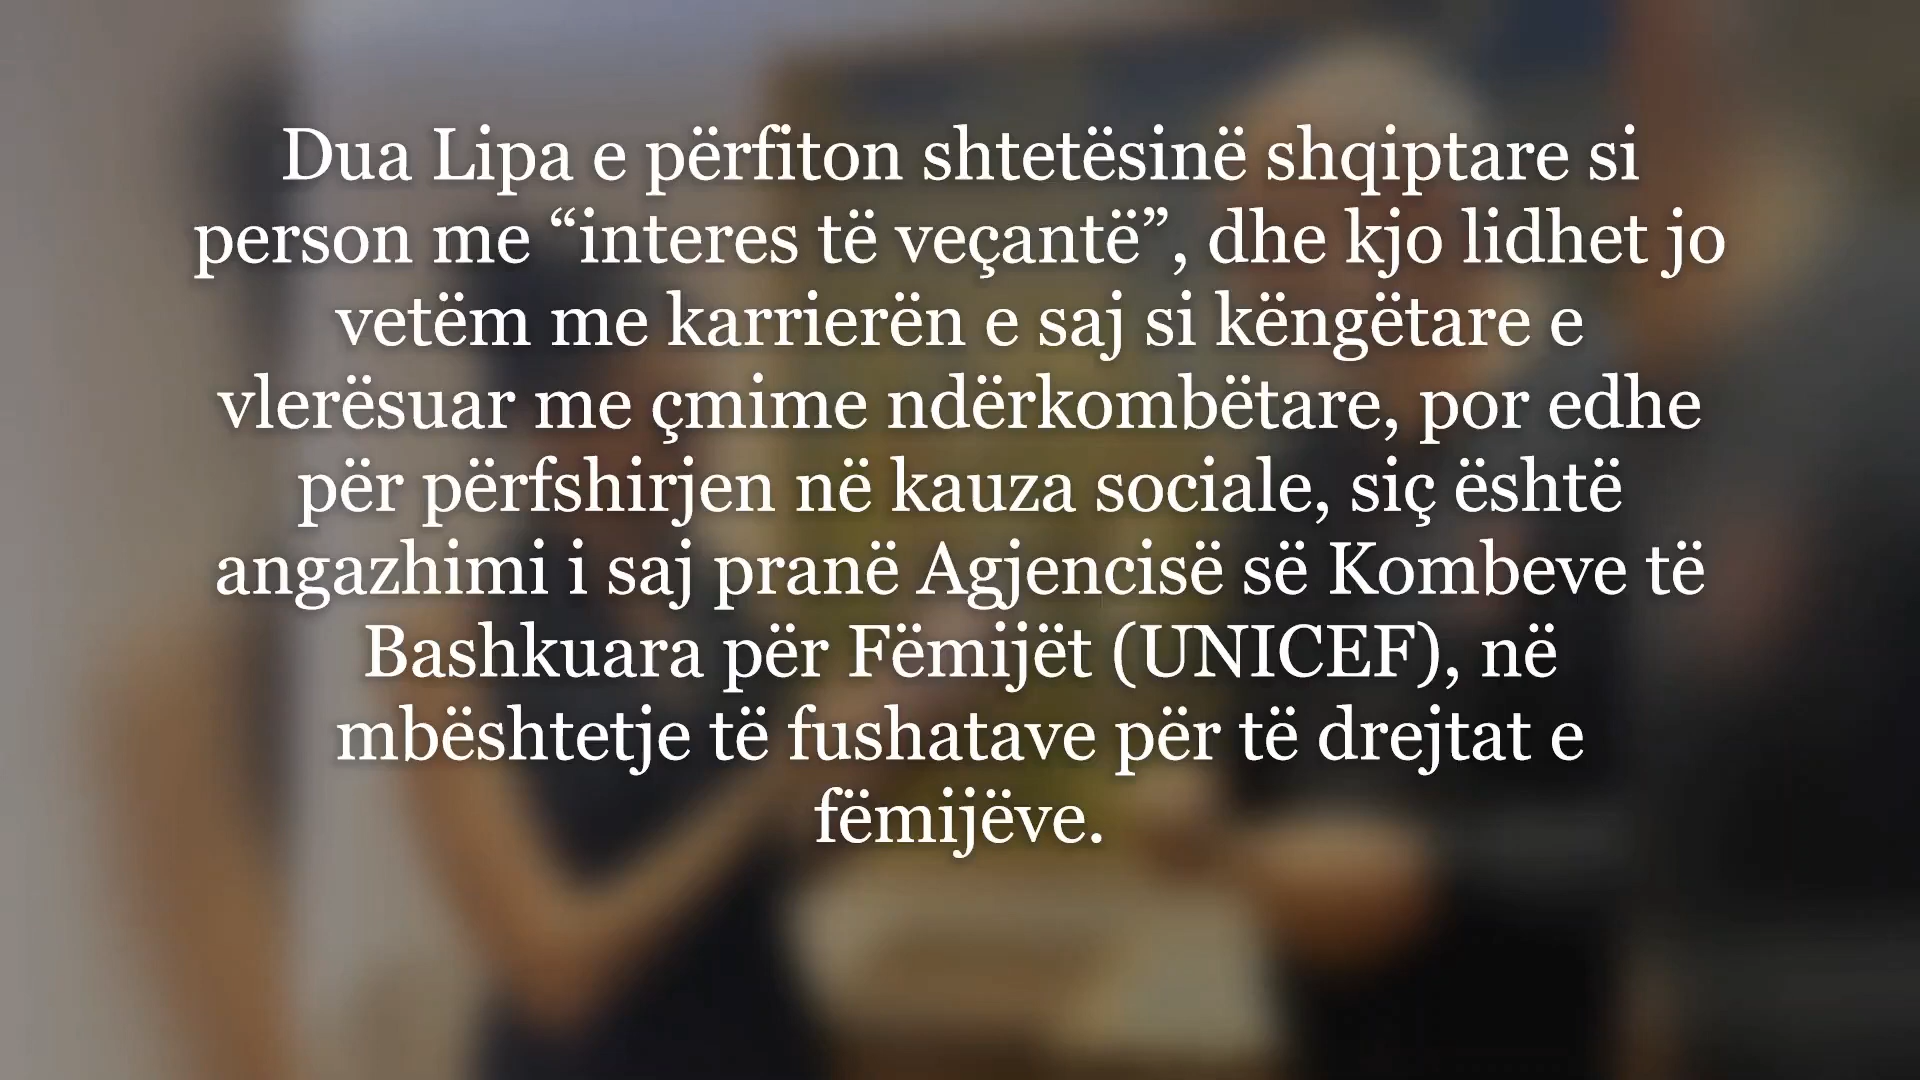 Dua Lipa e përfiton shtetësinë shqiptare si
person me “interes të veçantë”, dhe kjo lidhet jo
vetëm me karrierën e saj si këngëtare e
vlerësuar me çmime ndërkombëtare, por edhe
për përfshirjen në kauza sociale, siç është
angazhimi i saj pranë Agjencisë së Kombeve të
Bashkuara për Fëmijët (UNICEF), në
mbështetje të fushatave për të drejtat e
fëmijëve.